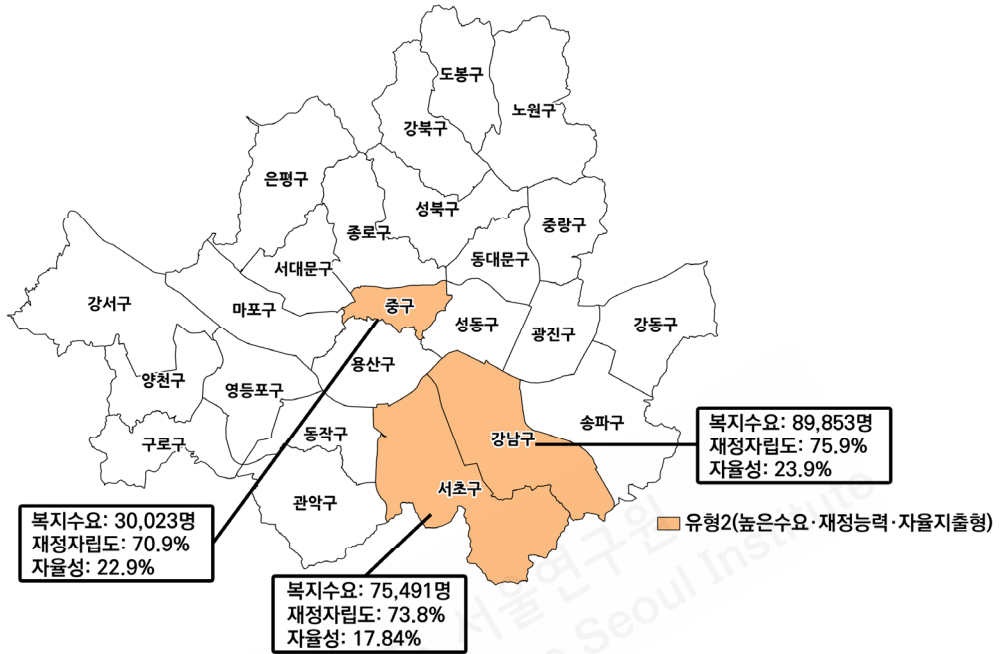 도봉구
노원구
강북구
은평구
성북구
중랑구
종로구
동대문구
서대문구
강서구
마포구
중구
성동구
광진구
강동구
용산구
양천구
영등포구
송파구
동작구
구로구
강남구
서초구
관악구
복지수요: 89,853명
재정자립도: 75.9%
자율성: 23.9%
유형2(높은수요·재정능력·자율지출형)
복지수요: 30,023명
재정자립도: 70.9%
자율성: 22.9%
복지수요: 75,491명
재정자립도: 73.8%
자율성: 17.84%
서울연구원
Seoul Institute